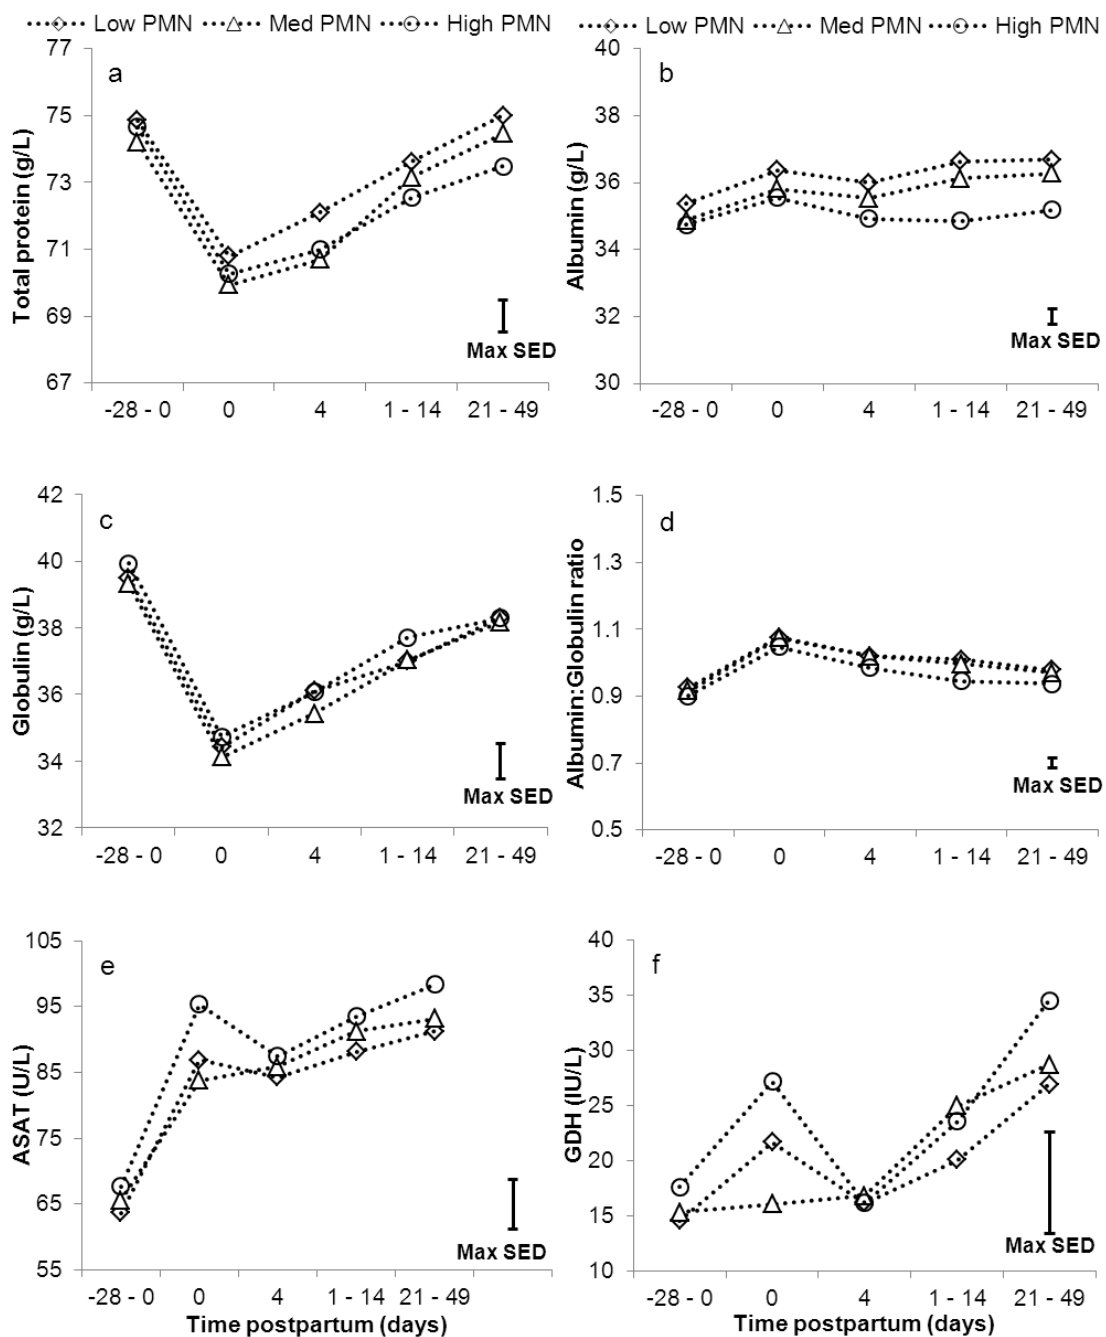 Low PMN Med PMN High PMN
Low PMN Med PMN High PMN
a
Total protein (g/L)
77
75
73
71
69
67
Max SED
-28 - 0 0 4 1 - 14 21 - 49
b
Albumin (g/L)
40
38
36
34
32
30
Max SED
-28 - 0 0 4 1 - 14 21 - 49
c
Globulin (g/L)
42
40
38
36
34
32
Max SED
-28 - 0 0 4 1 - 14 21 - 49
d
Albumin:Globulin ratio
1.5
1.3
1.1
0.9
0.7
0.5
Max SED
-28 - 0 0 4 1 - 14 21 - 49
e
ASAT (U/L)
105
95
85
75
65
55
Max SED
-28 - 0 0 4 1 - 14 21 - 49
Time postpartum (days)
f
GDH (IU/L)
40
35
30
25
20
15
10
Max SED
-28 - 0 0 4 1 - 14 21 - 49
Time postpartum (days)